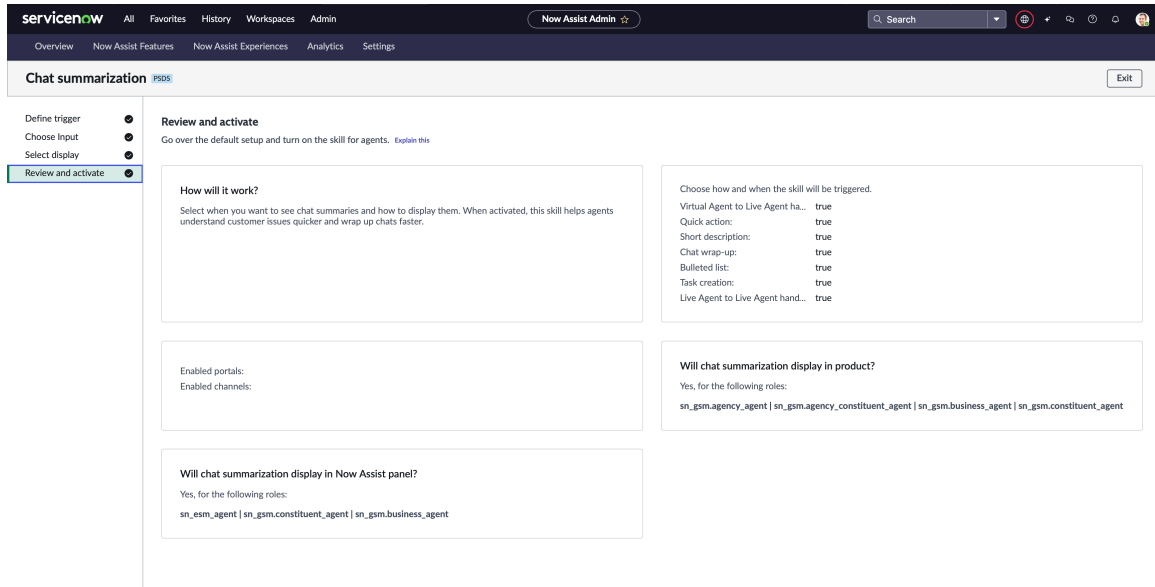 servicenow All Favorites History Workspaces Admin Now Assist Admin Search
Overview Now Assist Features Now Assist Experiences Analytics Settings
Chat summarization PSDS Exit
Define trigger
Choose Input
Select display
Review and activate
Review and activate
Go over the default setup and turn on the skill for agents. Explain this
How will it work?
Select when you want to see chat summaries and how to display them. When activated, this skill helps agents
understand customer issues quicker and wrap up chats faster.
Choose how and when the skill will be triggered.
Virtual Agent to Live Agent ha... true
Quick action: true
Short description: true
Chat wrap-up: true
Bulleted list: true
Task creation: true
Live Agent to Live Agent hand... true
Enabled portals:
Enabled channels:
Will chat summarization display in product?
Yes, for the following roles:
sn_gsm.agency_agent | sn_gsm.agency_constituent_agent | sn_gsm.business_agent | sn_gsm.constituent_agent
Will chat summarization display in Now Assist panel?
Yes, for the following roles:
sn_esm_agent | sn_gsm.constituent_agent | sn_gsm.business_agent